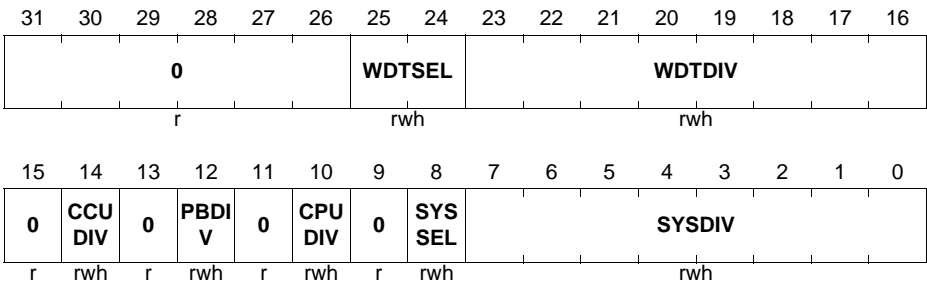 31 30 29 28 27 26 25 24 23 22 21 20 19 18 17 16
0 WDTSEL WDTDIV
r rwh rwh
15 14 13 12 11 10 9 8 7 6 5 4 3 2 1 0
0 CCU DIV 0 PBDI V 0 CPU DIV 0 SYS SEL SYSDIV
r rwh r rwh r rwh r rwh rwh